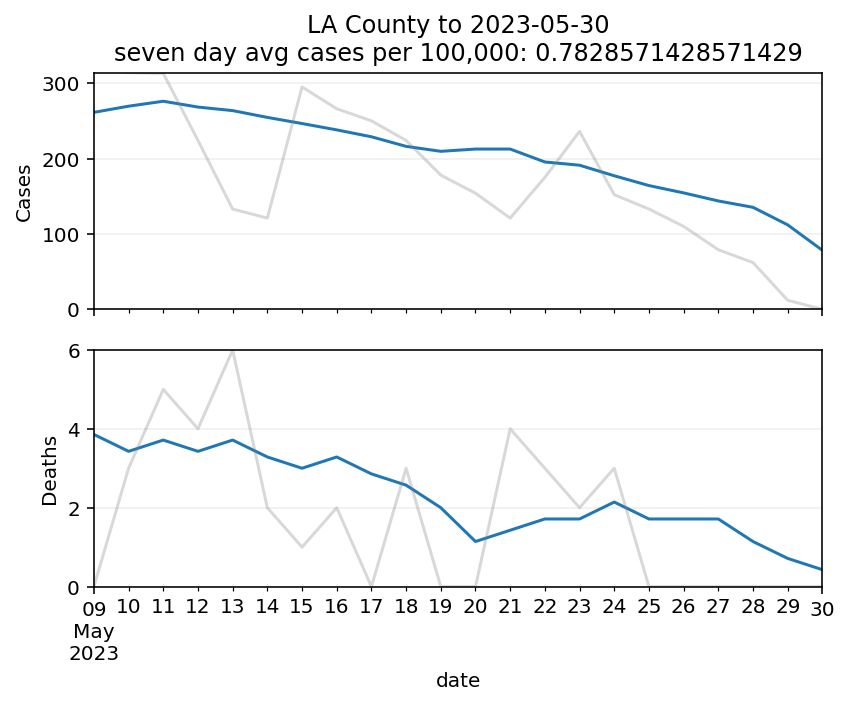 LA County to 2023-05-30
seven day avg cases per 100,000: 0.7828571428571429
300
200
100
0
Cases
6
4
2
0
Deaths
09 10 11 12 13 14 15 16 17 18 19 20 21 22 23 24 25 26 27 28 29 30
May
2023
date